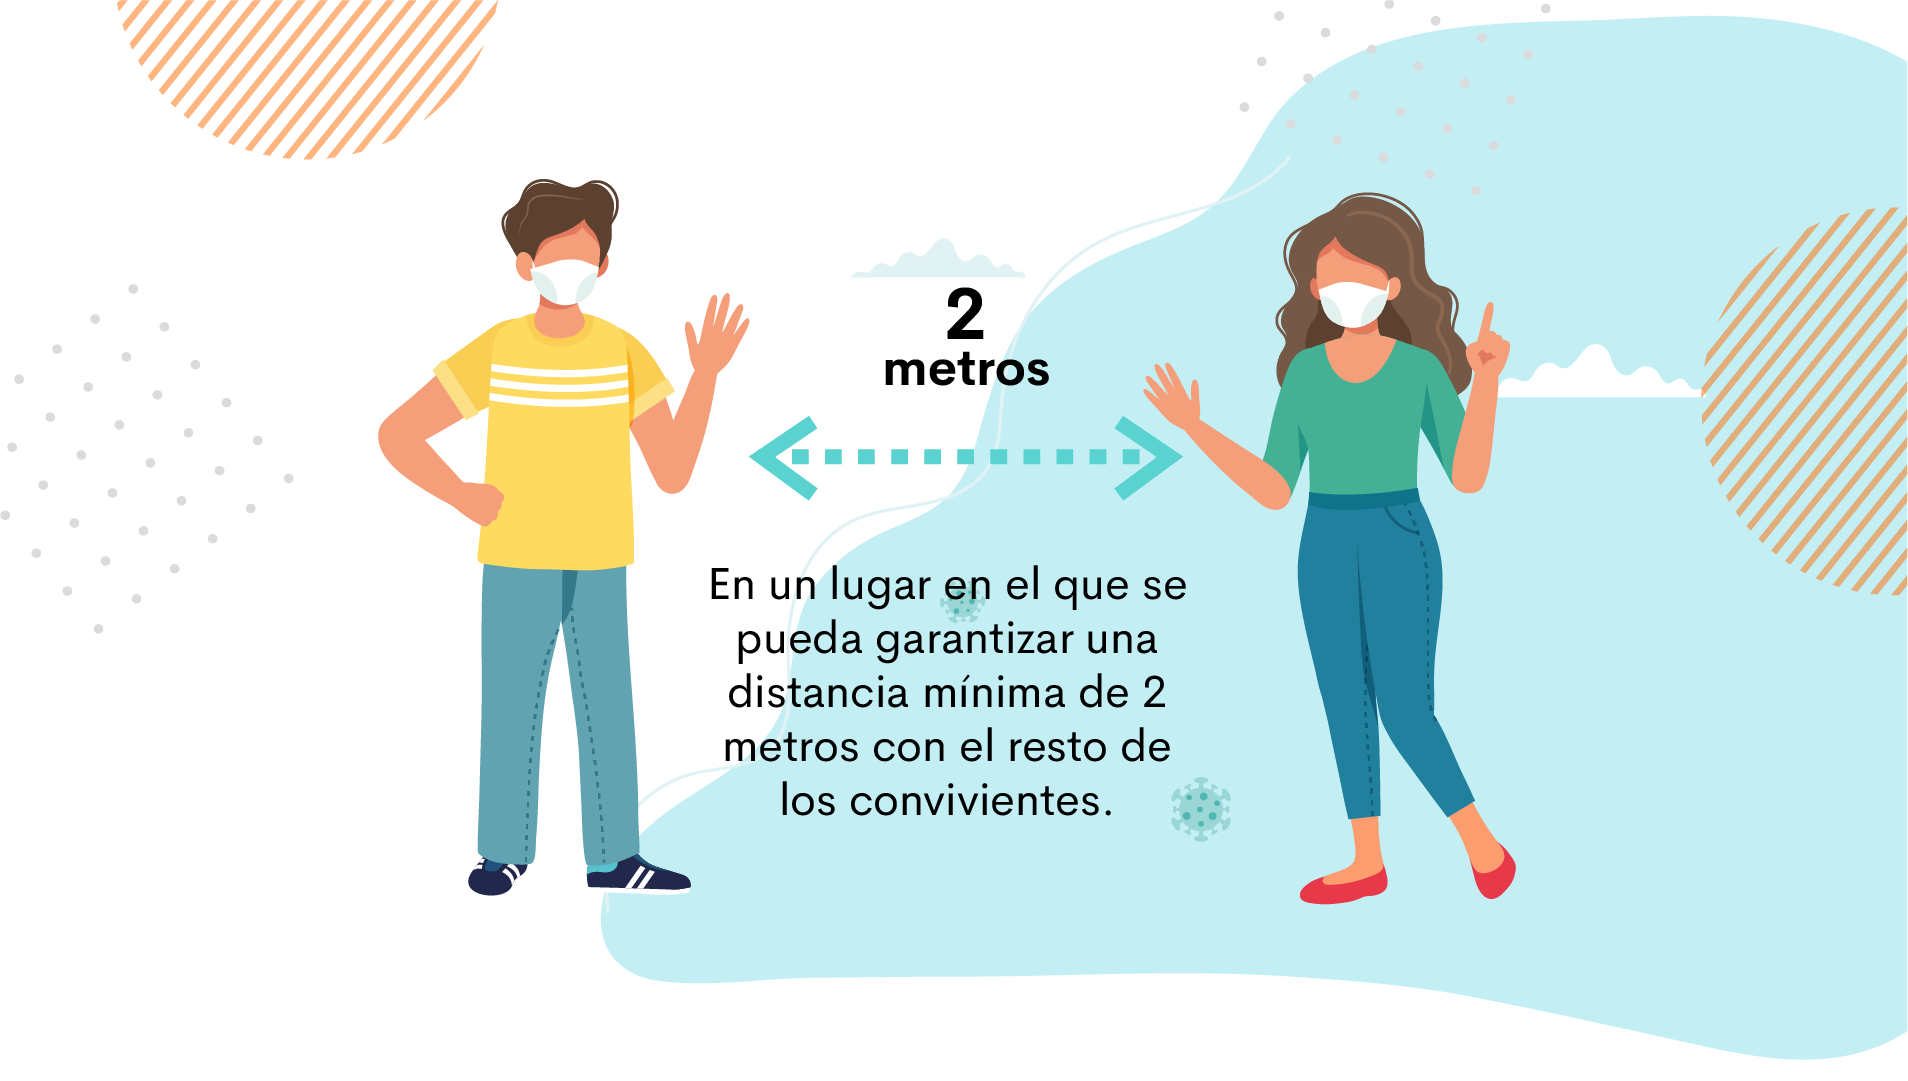 2
metros
En un lugar en el que se
pueda garantizar una
distancia mínima de 2
metros con el resto de
los convivientes.